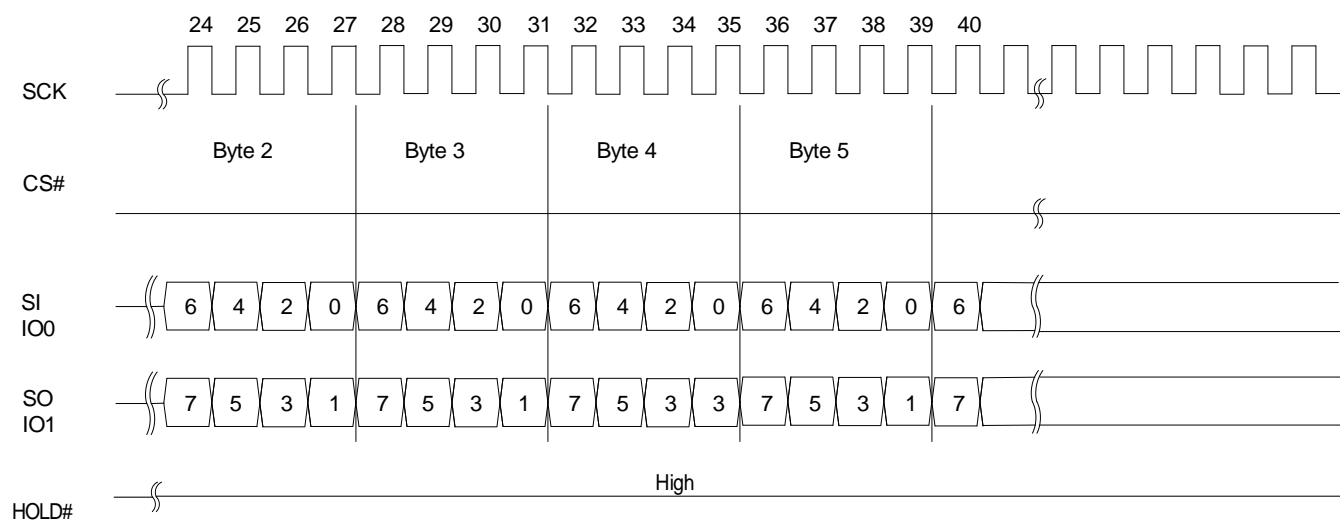 24 25 26 27 28 29 30 31 32 33 34 35 36 37 38 39 40
SCK
Byte 2 Byte 3 Byte 4 Byte 5
CS#
SI 6 4 2 0 6 4 2 0 6 4 2 0 6 4 2 0 6
IO0
SO 7 5 3 1 7 5 3 1 7 5 3 3 7 5 3 1 7
IO1
High
HOLD#